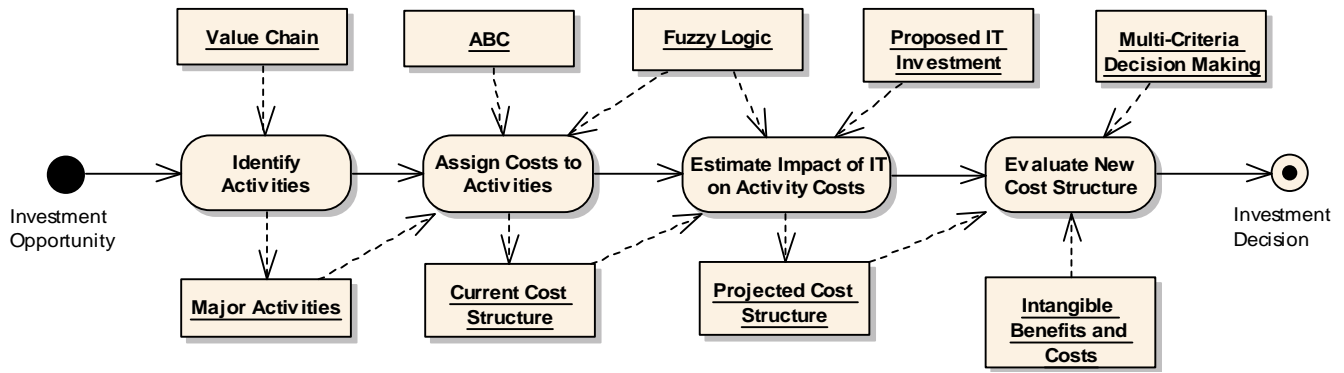 Value Chain
ABC
Fuzzy Logic
Proposed IT
Investment
Multi-Criteria
Decision Making
Investment
Opportunity
Identify
Activities
Assign Costs to
Activities
Estimate Impact of IT
on Activity Costs
Evaluate New
Cost Structure
Investment
Decision
Major Activities
Current Cost
Structure
Projected Cost
Structure
Intangible
Benefits and
Costs